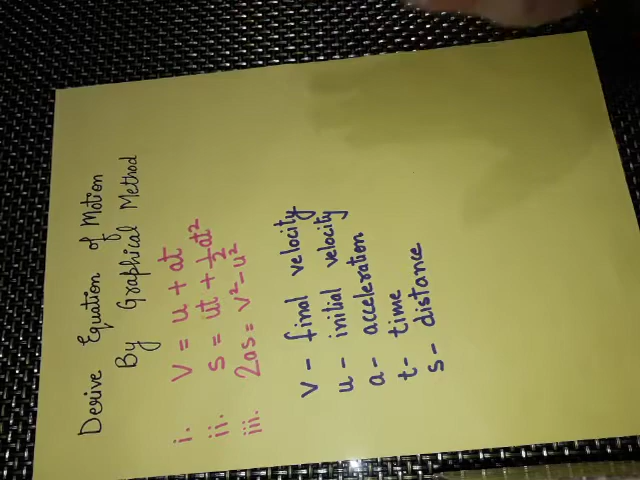 Derive Equation of Motion
By Graphical Method
i. v = u + at
ii. s = ut + 1/2 at²
iii. 2as = v² - u²
v - final velocity
u - initial velocity
a - acceleration
t - time
s - distance